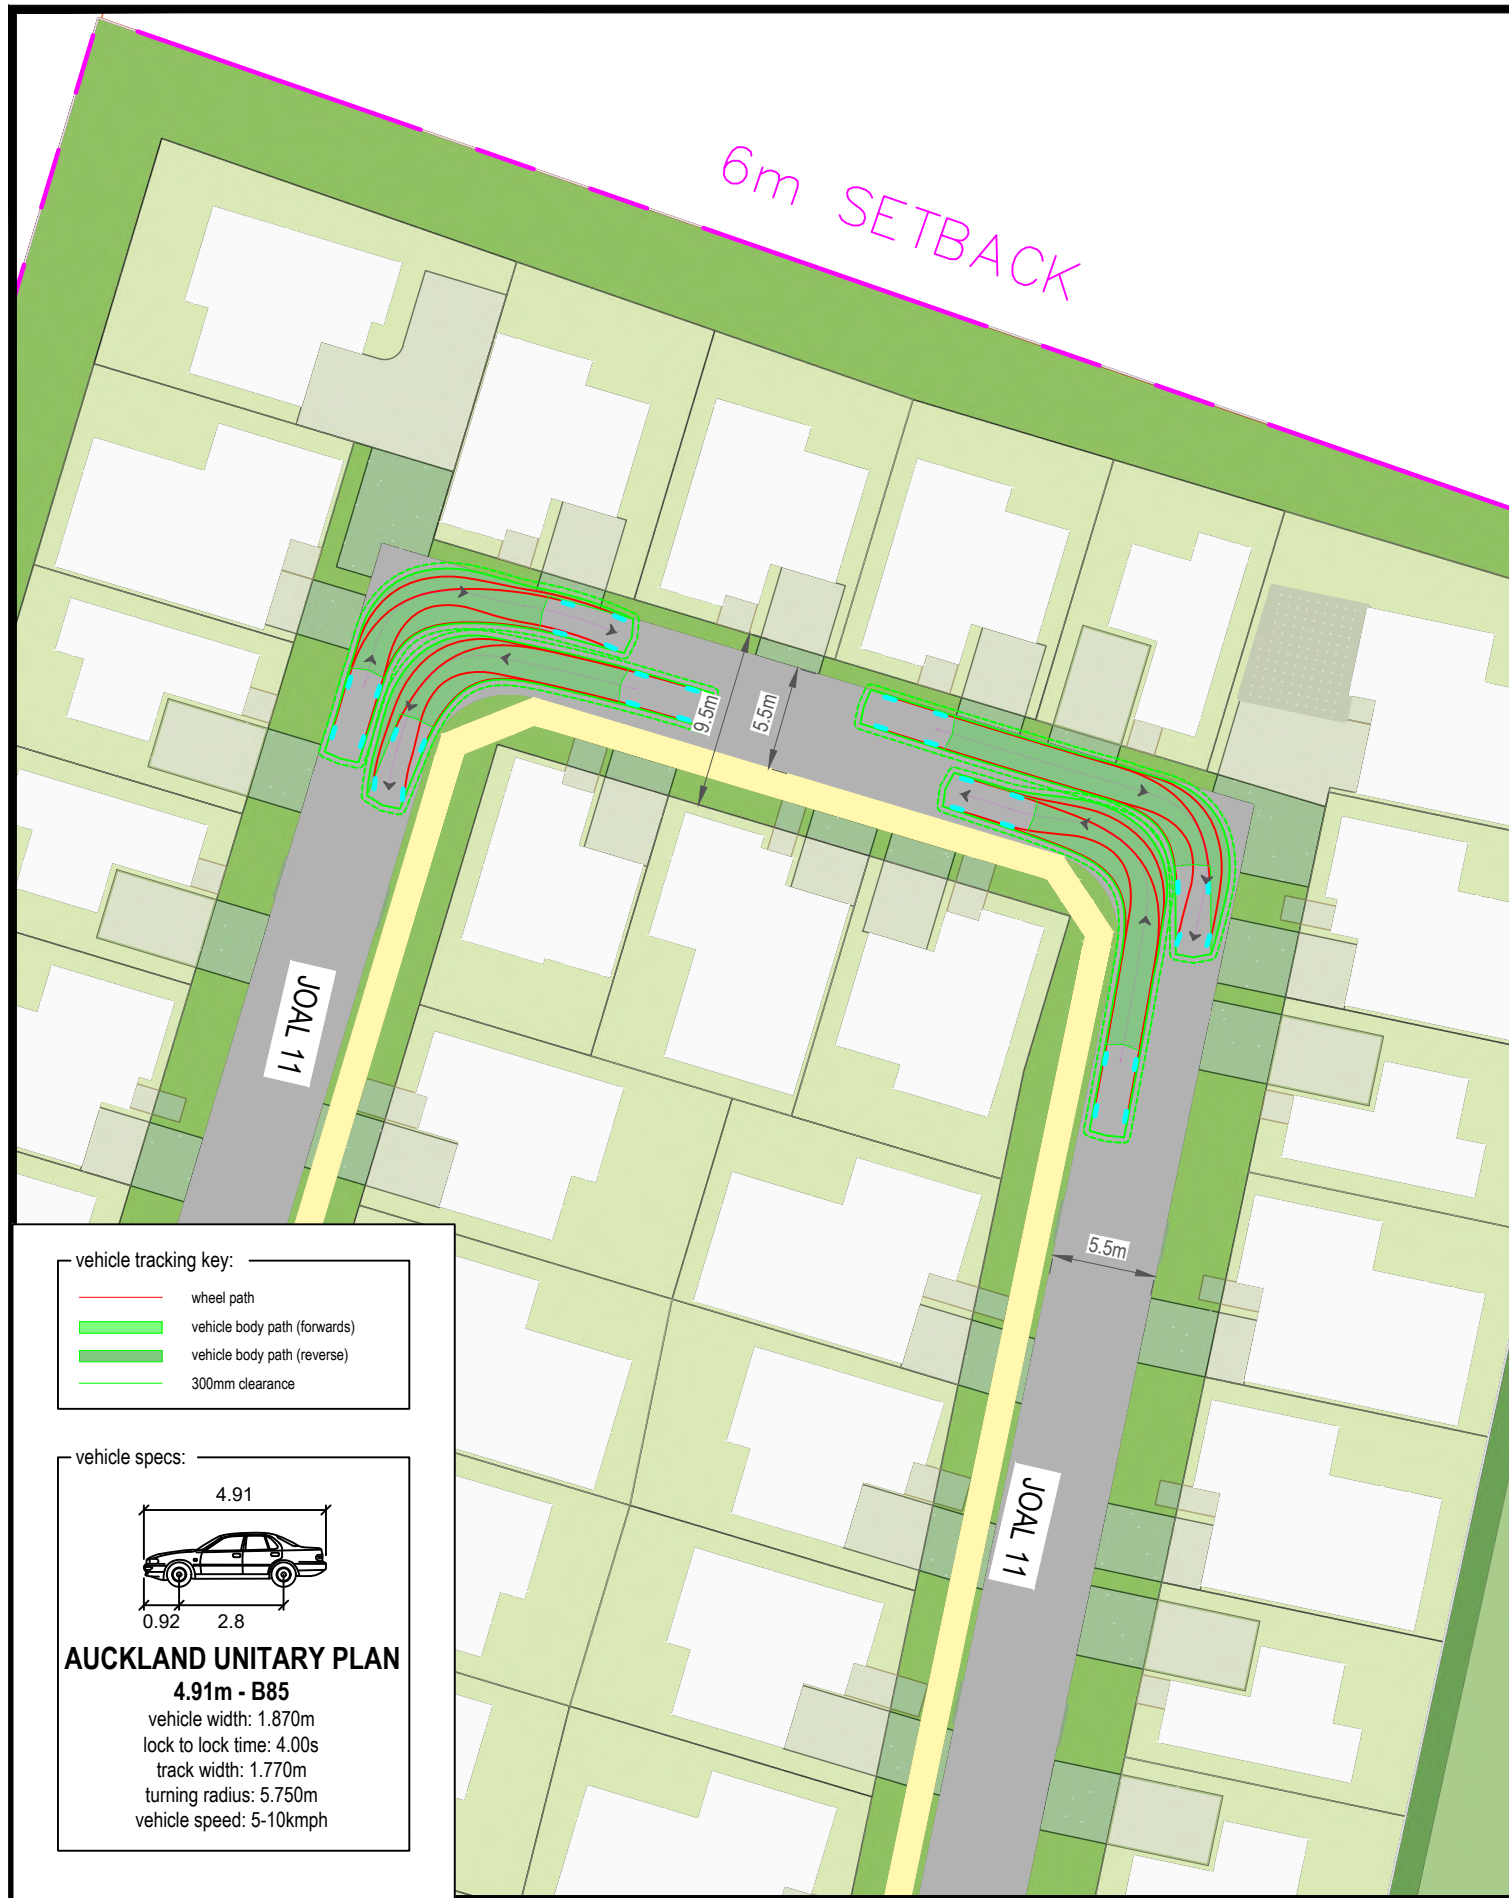 6m SETBACK
9.5m
5.5m
JOAL 11
5.5m
JOAL 11
vehicle tracking key:
wheel path
vehicle body path (forwards)
vehicle body path (reverse)
300mm clearance
vehicle specs:
4.91
0.92 2.8
AUCKLAND UNITARY PLAN
4.91m - B85
vehicle width: 1.870m
lock to lock time: 4.00s
track width: 1.770m
turning radius: 5.750m
vehicle speed: 5-10kmph